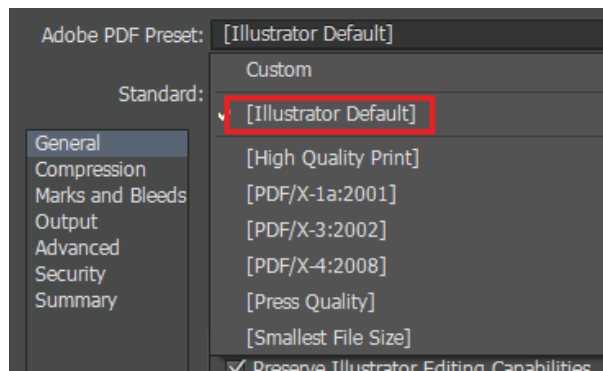 Adobe PDF Preset: [Illustrator Default]
Custom
Standard:
[Illustrator Default]
General
[High Quality Print]
Compression
Marks and Bleeds
[PDF/X-1a:2001]
Output
[PDF/X-3:2002]
Advanced
[PDF/X-4:2008]
Security
Summary
[Press Quality]
[Smallest File Size]
Preserve Illustrator Editing Capabilities